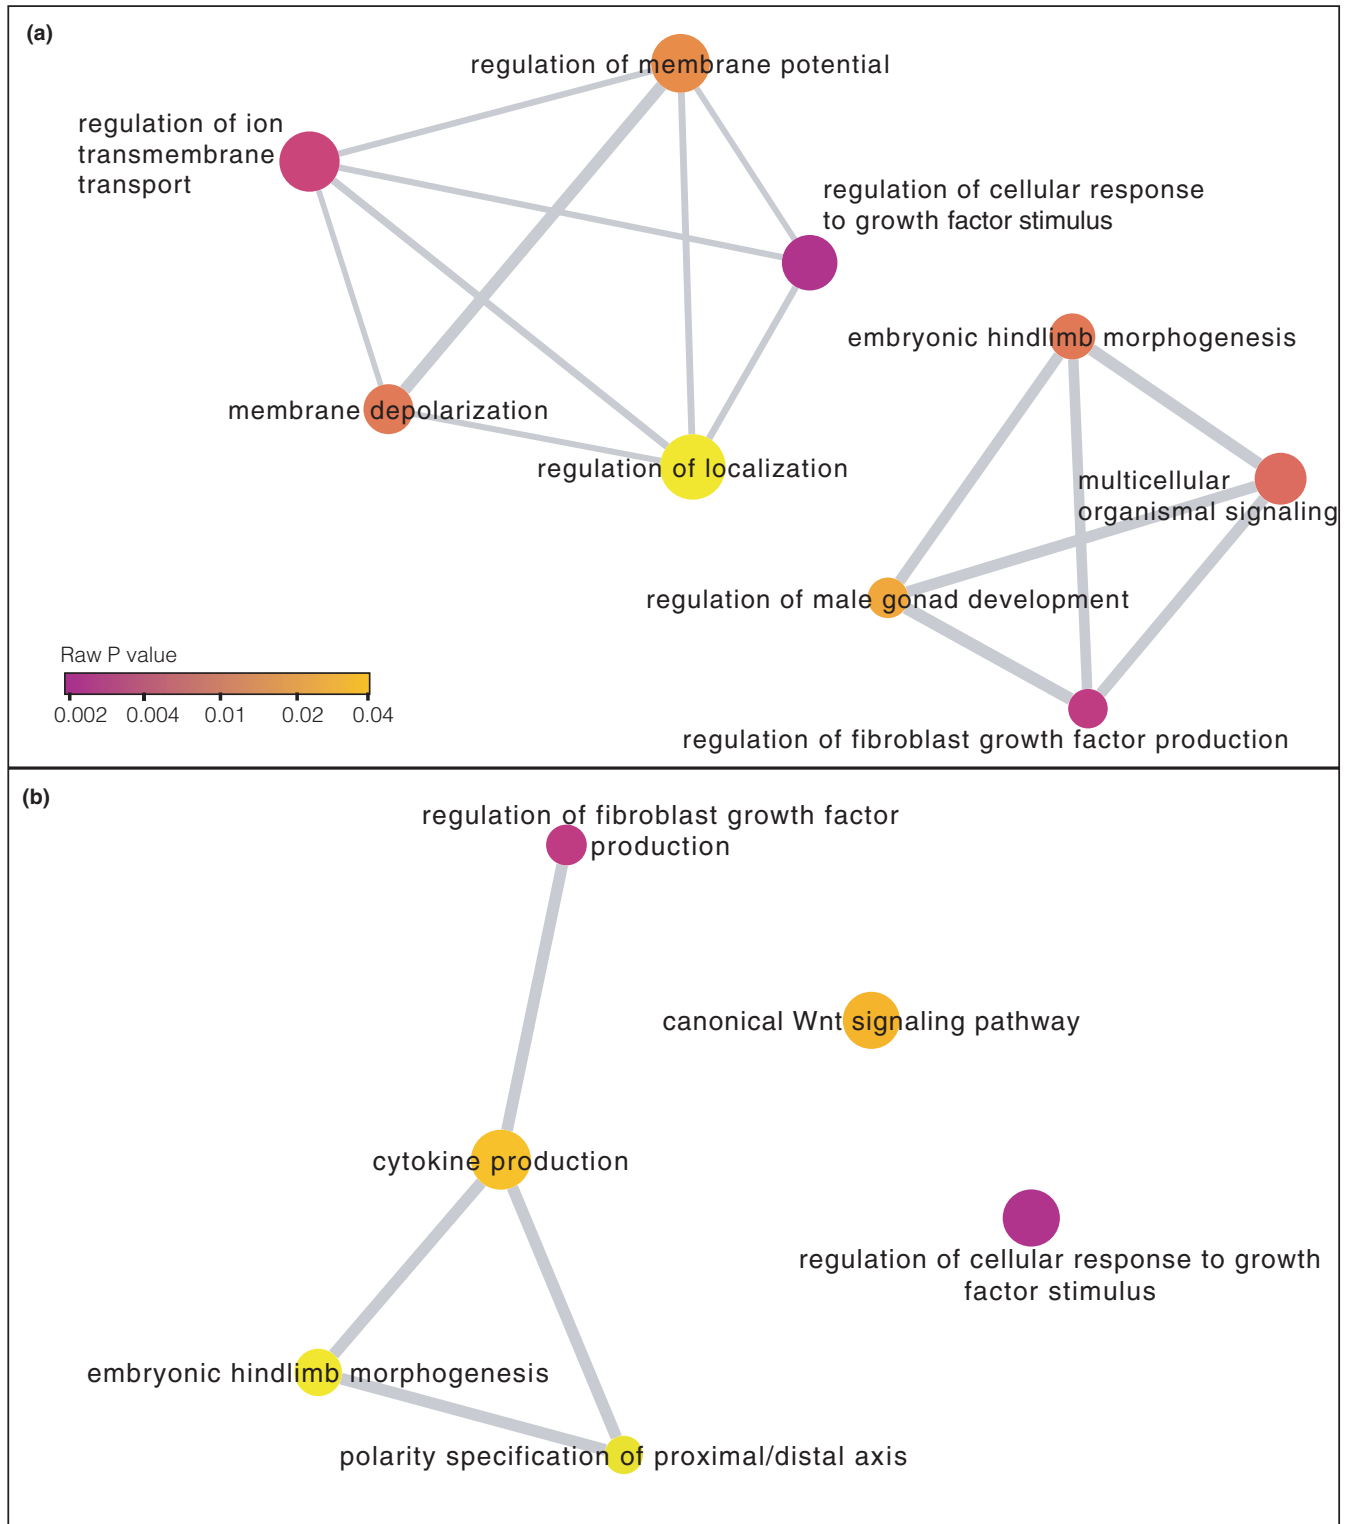 (a)
regulation of membrane potential
regulation of ion
transmembrane
transport
regulation of cellular response
to growth factor stimulus
embryonic hindlimb morphogenesis
membrane depolarization
regulation of localization
multicellular
organismal signaling
regulation of male gonad development
Raw P value
0.002 0.004 0.01 0.02 0.04
regulation of fibroblast growth factor production
(b)
regulation of fibroblast growth factor
production
canonical Wnt signaling pathway
cytokine production
regulation of cellular response to growth
factor stimulus
embryonic hindlimb morphogenesis
polarity specification of proximal/distal axis